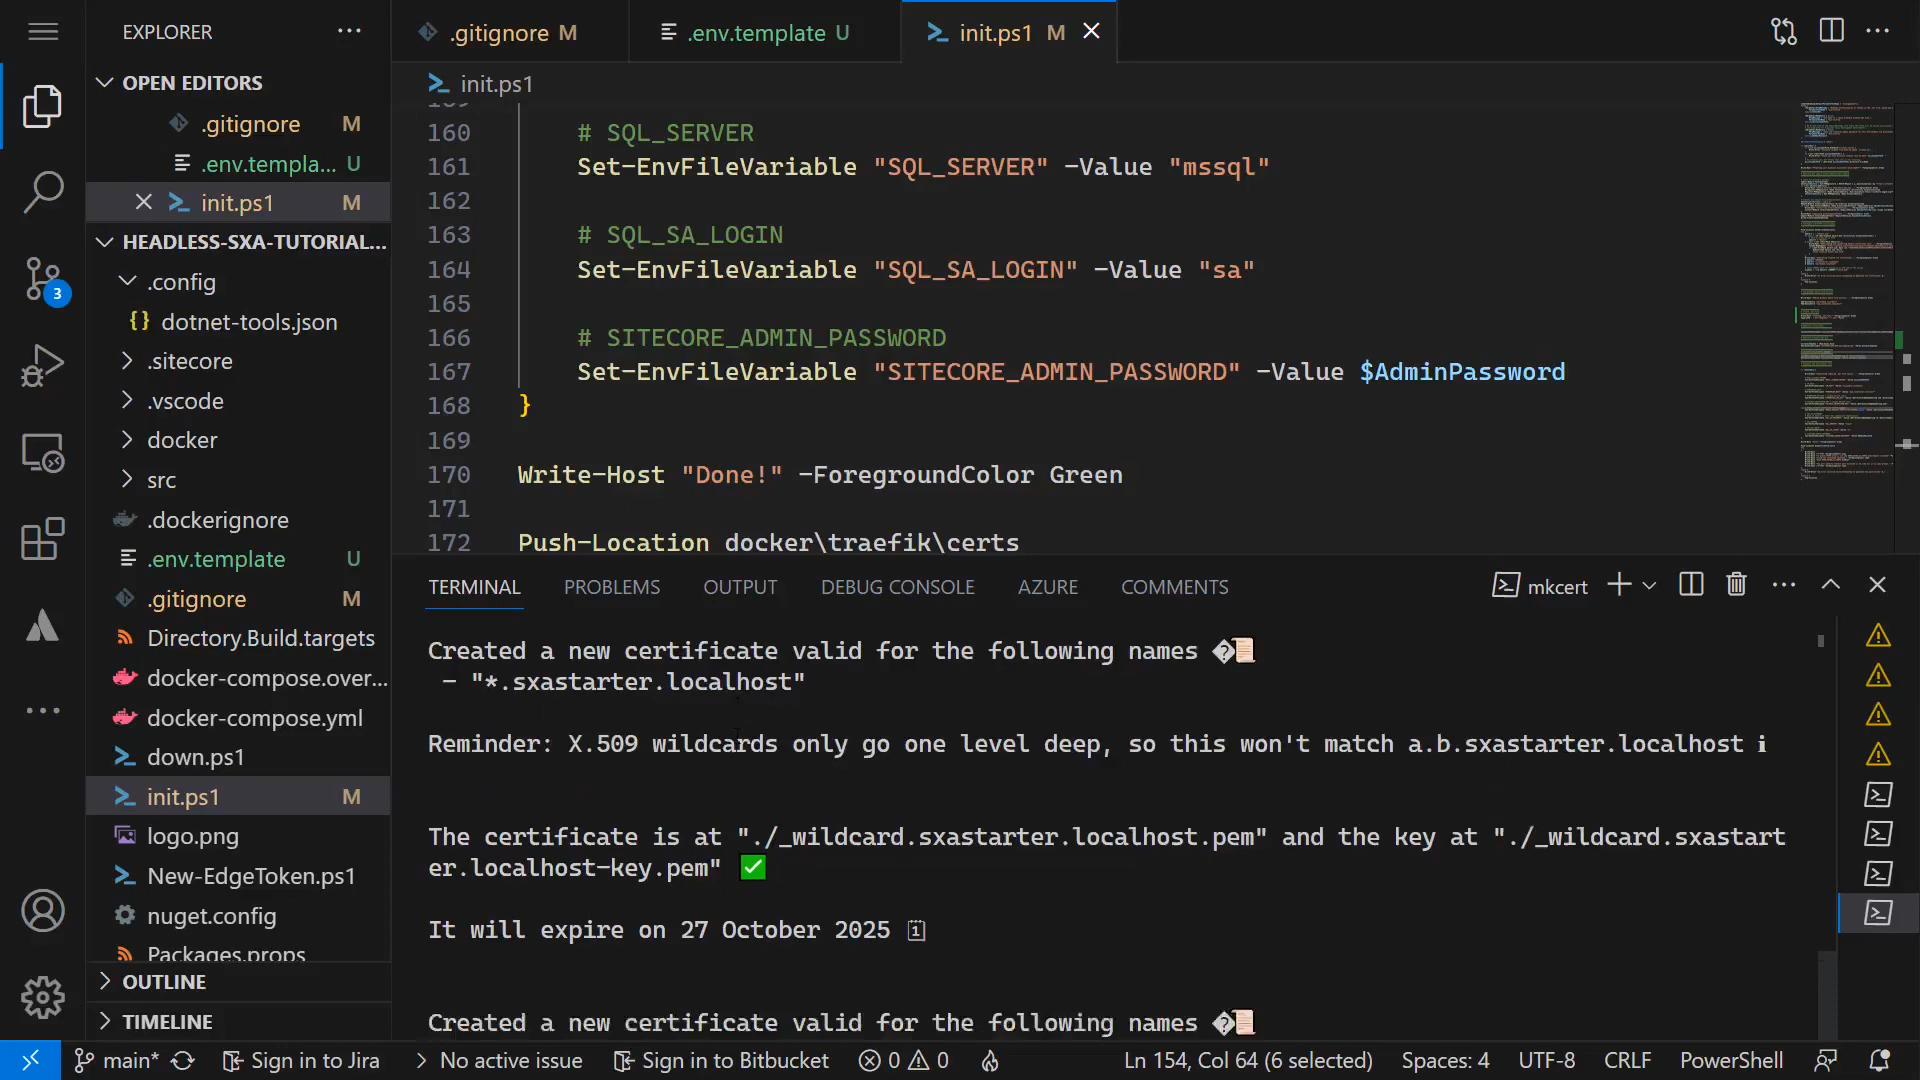 EXPLORER
OPEN EDITORS
.gitignore M
.env.templa... U
init.ps1 M
HEADLESS-SXA-TUTORIAL...
.config
{} dotnet-tools.json
.sitecore
.vscode
docker
src
.dockerignore
.env.template U
.gitignore M
Directory.Build.targets
docker-compose.over...
docker-compose.yml
down.ps1
init.ps1 M
logo.png
New-EdgeToken.ps1
nuget.config
Packages.props
OUTLINE
TIMELINE
3
.gitignore M
.env.template U
init.ps1 M
init.ps1
160 # SQL_SERVER
161 Set-EnvFileVariable "SQL_SERVER" -Value "mssql"
162
163 # SQL_SA_LOGIN
164 Set-EnvFileVariable "SQL_SA_LOGIN" -Value "sa"
165
166 # SITECORE_ADMIN_PASSWORD
167 Set-EnvFileVariable "SITECORE_ADMIN_PASSWORD" -Value $AdminPassword
168 }
169
170 Write-Host "Done!" -ForegroundColor Green
171
172 Push-Location docker\traefik\certs
TERMINAL PROBLEMS OUTPUT DEBUG CONSOLE AZURE COMMENTS
mkcert
Created a new certificate valid for the following names �📜
- "*.sxastarter.localhost"
Reminder: X.509 wildcards only go one level deep, so this won't match a.b.sxastarter.localhost ℹ
The certificate is at "./_wildcard.sxastarter.localhost.pem" and the key at "./_wildcard.sxastart
er.localhost-key.pem" ✅
It will expire on 27 October 2025 🗓
Created a new certificate valid for the following names �📜
main* Sign in to Jira No active issue Sign in to Bitbucket 0 0 Ln 154, Col 64 (6 selected) Spaces: 4 UTF-8 CRLF PowerShell